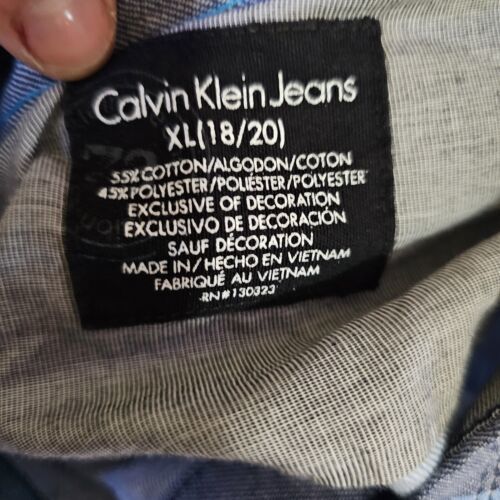 Calvin Klein Jeans
XL(18/20)
55% COTTON/ALGODON/COTON
45% POLYESTER/POLIÉSTER/POLYESTER
EXCLUSIVE OF DECORATION
EXCLUSIVO DE DECORACIÓN
SAUF DÉCORATION
MADE IN/HECHO EN VIETNAM
FABRIQUÉ AU VIETNAM
RN#130323